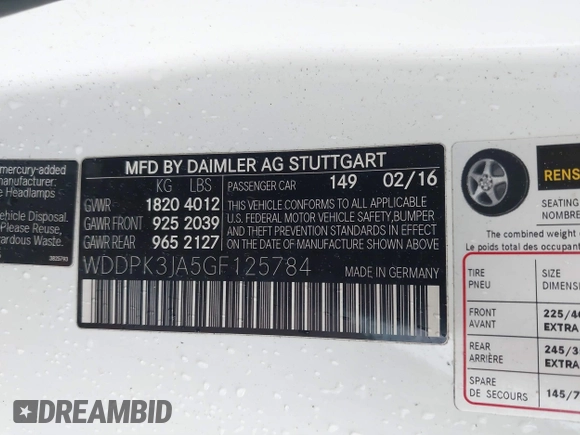 mercury-added
manufacturer:
e Headlamps
ehicle Disposal.
Please Reuse,
ardous Waste.
MFD BY DAIMLER AG STUTTGART
KG LBS
PASSENGER CAR 149 02/16
GVWR 1820 4012
GAWR FRONT 925 2039
GAWR REAR 965 2127
THIS VEHICLE CONFORMS TO ALL APPLICABLE
U.S. FEDERAL MOTOR VEHICLE SAFETY, BUMPER
AND THEFT PREVENTION STANDARDS IN
EFFECT ON THE DATE OF MANUFACTURE
SHOWN ABOVE.
WDDPK3JA5GF125784
MADE IN GERMANY
RENS
SEATING
NOMBRE
The combined weight
Le poids total des occupant
TIRE
PNEU
SIZE
DIMENSI
FRONT
AVANT
225/4
EXTRA
REAR
ARRIÈRE
245/3
EXTRA
SPARE
DE SECOURS
145/7
DREAMBID